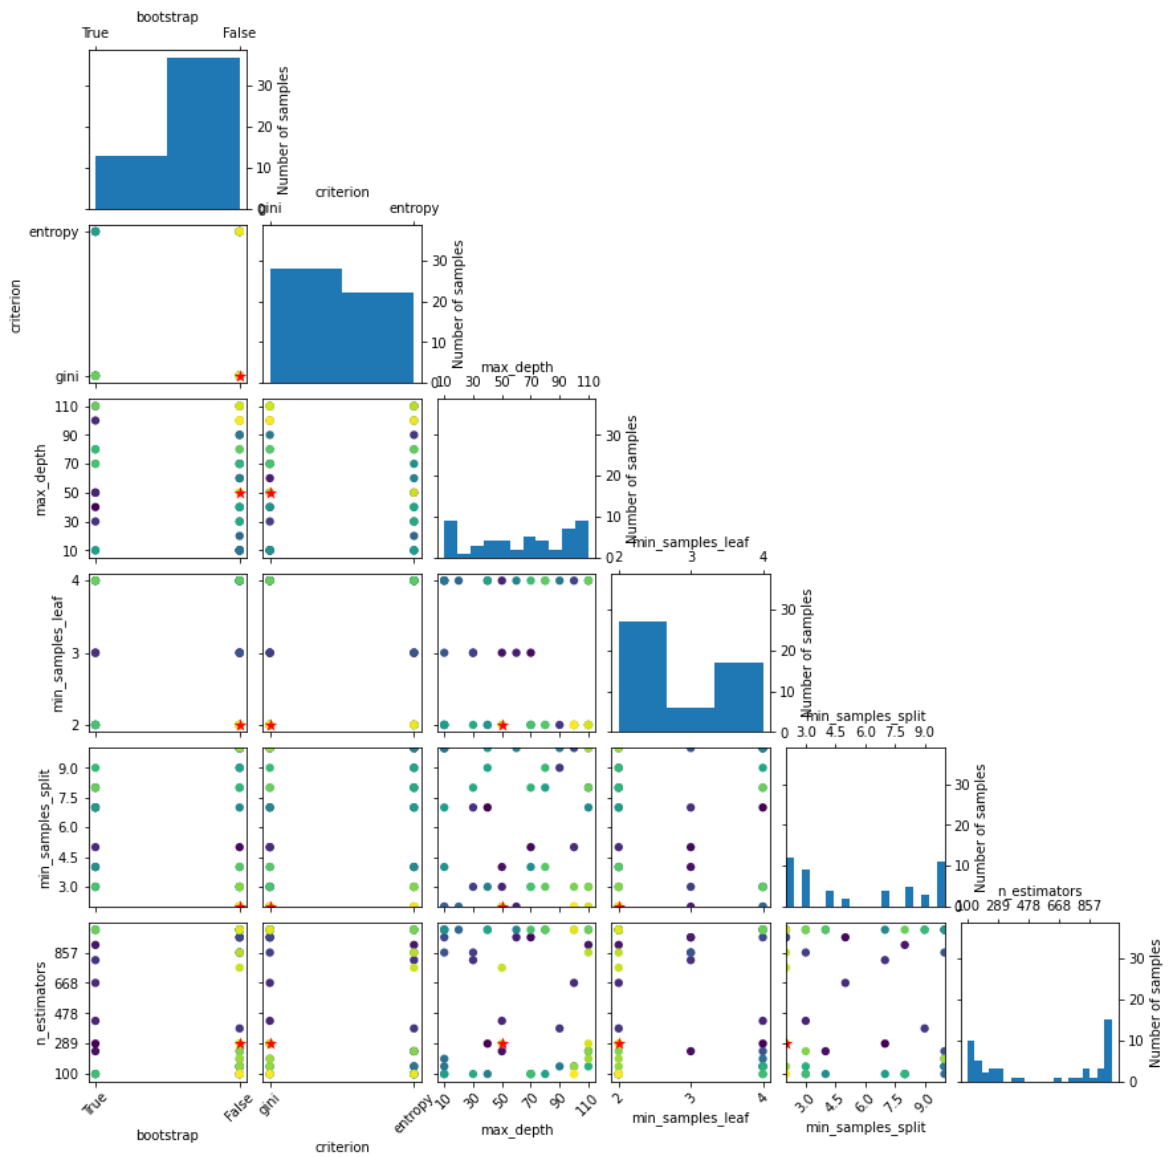 bootstrap
True False
30
20
10
0
Number of samples
criterion
gini entropy
entropy
gini
criterion
30
20
10
0
Number of samples
max_depth
10 30 50 70 90 110
110
90
70
50
30
10
max_depth
30
20
10
0
Number of samples
min_samples_leaf
2 3 4
4
3
2
min_samples_leaf
30
20
10
0
Number of samples
min_samples_split
3.0 4.5 6.0 7.5 9.0
9.0
7.5
6.0
4.5
3.0
min_samples_split
30
20
10
0
Number of samples
n_estimators
100 289 478 668 857
857
668
478
289
100
n_estimators
30
20
10
0
Number of samples
True False
bootstrap
gini entropy
criterion
10 30 50 70 90 110
max_depth
2 3 4
min_samples_leaf
3.0 4.5 6.0 7.5 9.0
min_samples_split